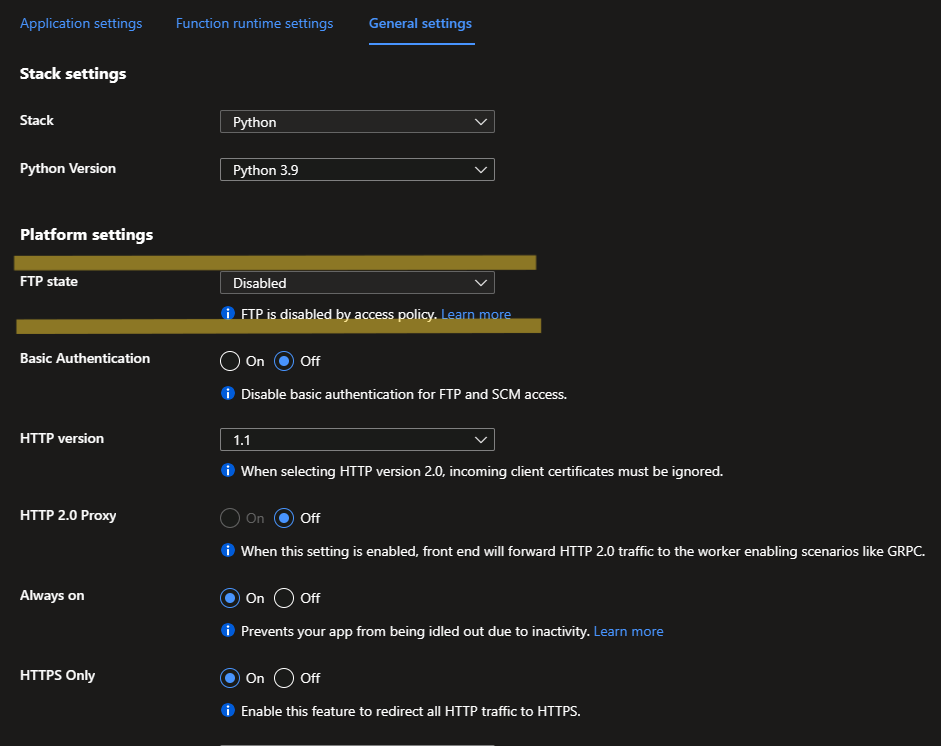 Application settings Function runtime settings General settings
Stack settings
Stack Python
Python Version Python 3.9
Platform settings
FTP state Disabled
FTP is disabled by access policy. Learn more
Basic Authentication On Off
Disable basic authentication for FTP and SCM access.
HTTP version 1.1
When selecting HTTP version 2.0, incoming client certificates must be ignored.
HTTP 2.0 Proxy On Off
When this setting is enabled, front end will forward HTTP 2.0 traffic to the worker enabling scenarios like GRPC.
Always on On Off
Prevents your app from being idled out due to inactivity. Learn more
HTTPS Only On Off
Enable this feature to redirect all HTTP traffic to HTTPS.